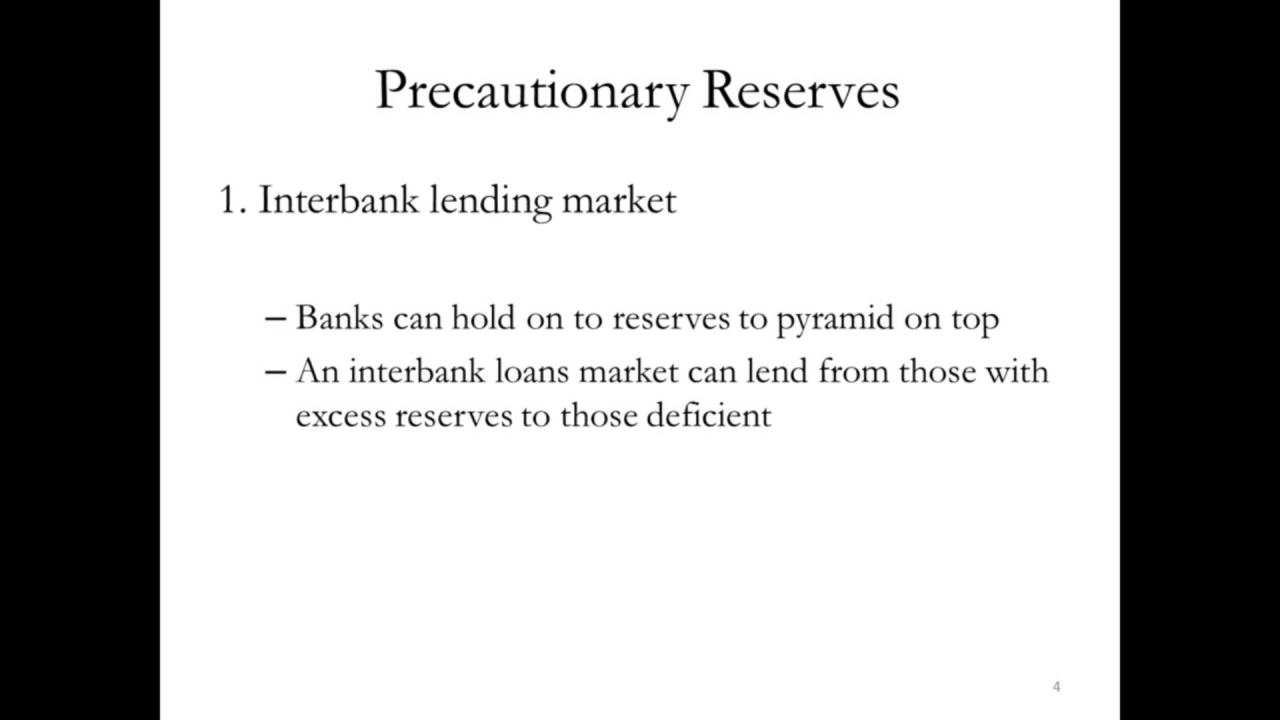 Precautionary Reserves
1. Interbank lending market
– Banks can hold on to reserves to pyramid on top
– An interbank loans market can lend from those with
excess reserves to those deficient
4